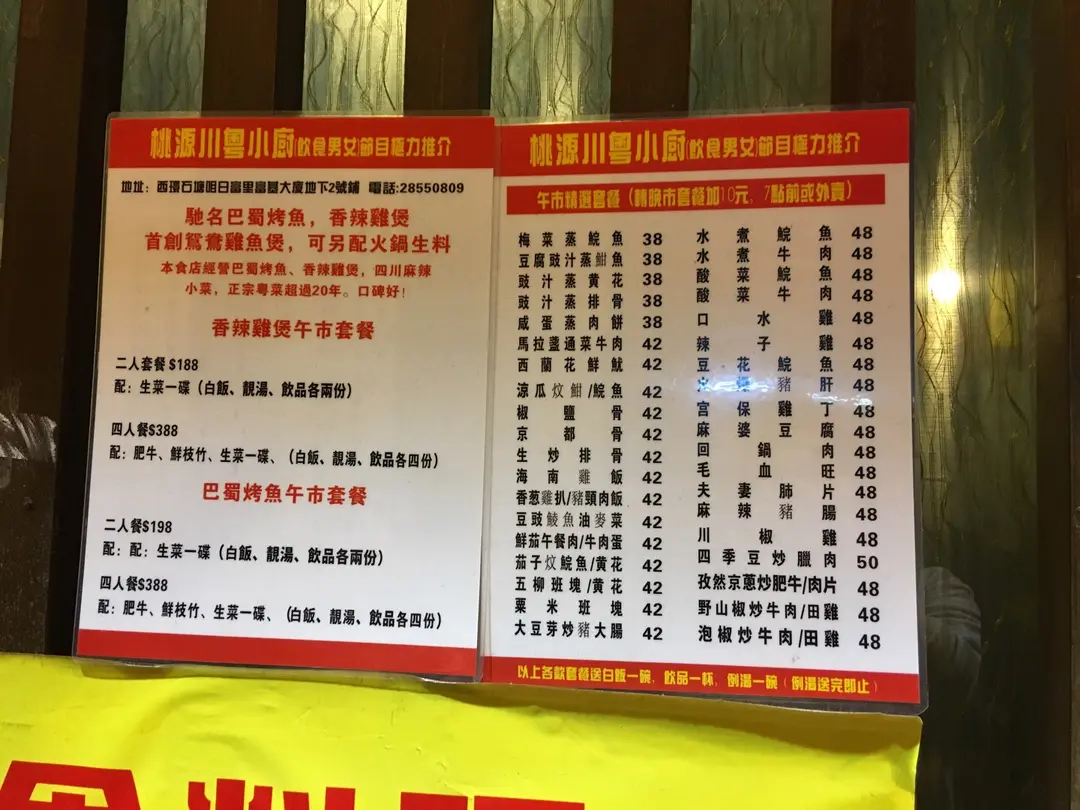 桃源川粵小廚(飲食男女)節目極力推介
地址：西環石塘咀日富里富基大廈地下2號鋪 電話:28550809
馳名巴蜀烤魚，香辣雞煲
首創鴛鴦雞魚煲，可另配火鍋生料
本食店經營巴蜀烤魚、香辣雞煲，四川麻辣
小菜，正宗粵菜超過20年。口碑好！
香辣雞煲午市套餐
二人套餐$188
配：生菜一碟（白飯、靚湯、飲品各兩份）
四人餐$388
配：肥牛、鮮枝竹、生菜一碟、（白飯、靚湯、飲品各四份）
巴蜀烤魚午市套餐
二人餐$198
配：配：生菜一碟（白飯、靚湯、飲品各兩份）
四人餐$388
配：肥牛、鮮枝竹、生菜一碟、（白飯、靚湯、飲品各四份）
桃源川粵小廚(飲食男女)節目極力推介
午市精選套餐（轉晚市套餐加10元，7點前或外賣）
梅菜蒸鯇魚 38
豆腐豉汁蒸鮂魚 38
豉汁蒸黄花 38
豉汁蒸排骨 38
咸蛋蒸肉餅 38
馬拉盞通菜牛肉 42
西蘭花鮮魷 42
涼瓜炆鮂/鯇魚 42
椒鹽骨 42
京都骨 42
生炒排骨 42
海南雞飯 42
香葱雞扒/豬頸肉飯 42
豆豉鯪魚油麥菜 42
鮮茄午餐肉/牛肉蛋 42
茄子炆鯇魚/黄花 42
五柳班塊/黄花 42
粟米班塊 42
大豆芽炒豬大腸 42
水煮鯇魚 48
水煮牛肉 48
酸菜鯇魚 48
酸菜牛肉 48
口水雞 48
辣子雞 48
豆花鯇魚 48
豬肝 48
宮保雞丁 48
麻婆豆腐 48
回鍋肉 48
毛血旺 48
夫妻肺片 48
麻辣豬腸 48
川椒雞 48
四季豆炒臘肉 50
孜然京蔥炒肥牛/肉片 48
野山椒炒牛肉/田雞 48
泡椒炒牛肉/田雞 48
以上各款套餐送白飯一碗，飲品一杯，例湯一碗（例湯送完即止）